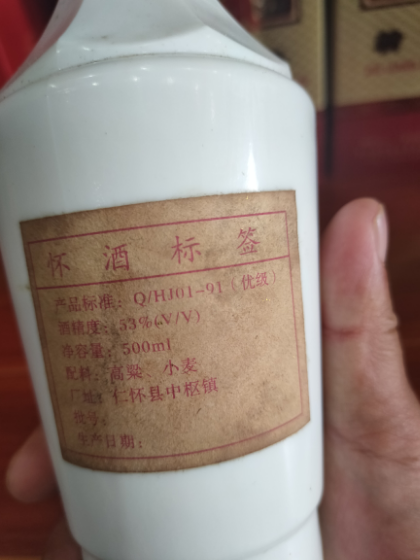 怀酒标签
产品标准：Q/HJ01-91（优级）
酒精度：53%(V/V)
净容量：500ml
配料：高粱、小麦
厂址：仁怀县中枢镇
批号：
生产日期：